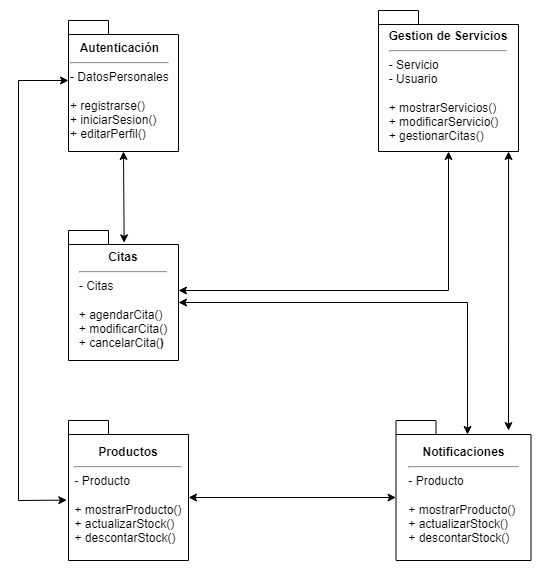 Autenticación
- DatosPersonales
+ registrarse()
+ iniciarSesion()
+ editarPerfil()
Gestion de Servicios
- Servicio
- Usuario
+ mostrarServicios()
+ modificarServicio()
+ gestionarCitas()
Citas
- Citas
+ agendarCita()
+ modificarCita()
+ cancelarCita()
Productos
- Producto
+ mostrarProducto()
+ actualizarStock()
+ descontarStock()
Notificaciones
- Producto
+ mostrarProducto()
+ actualizarStock()
+ descontarStock()